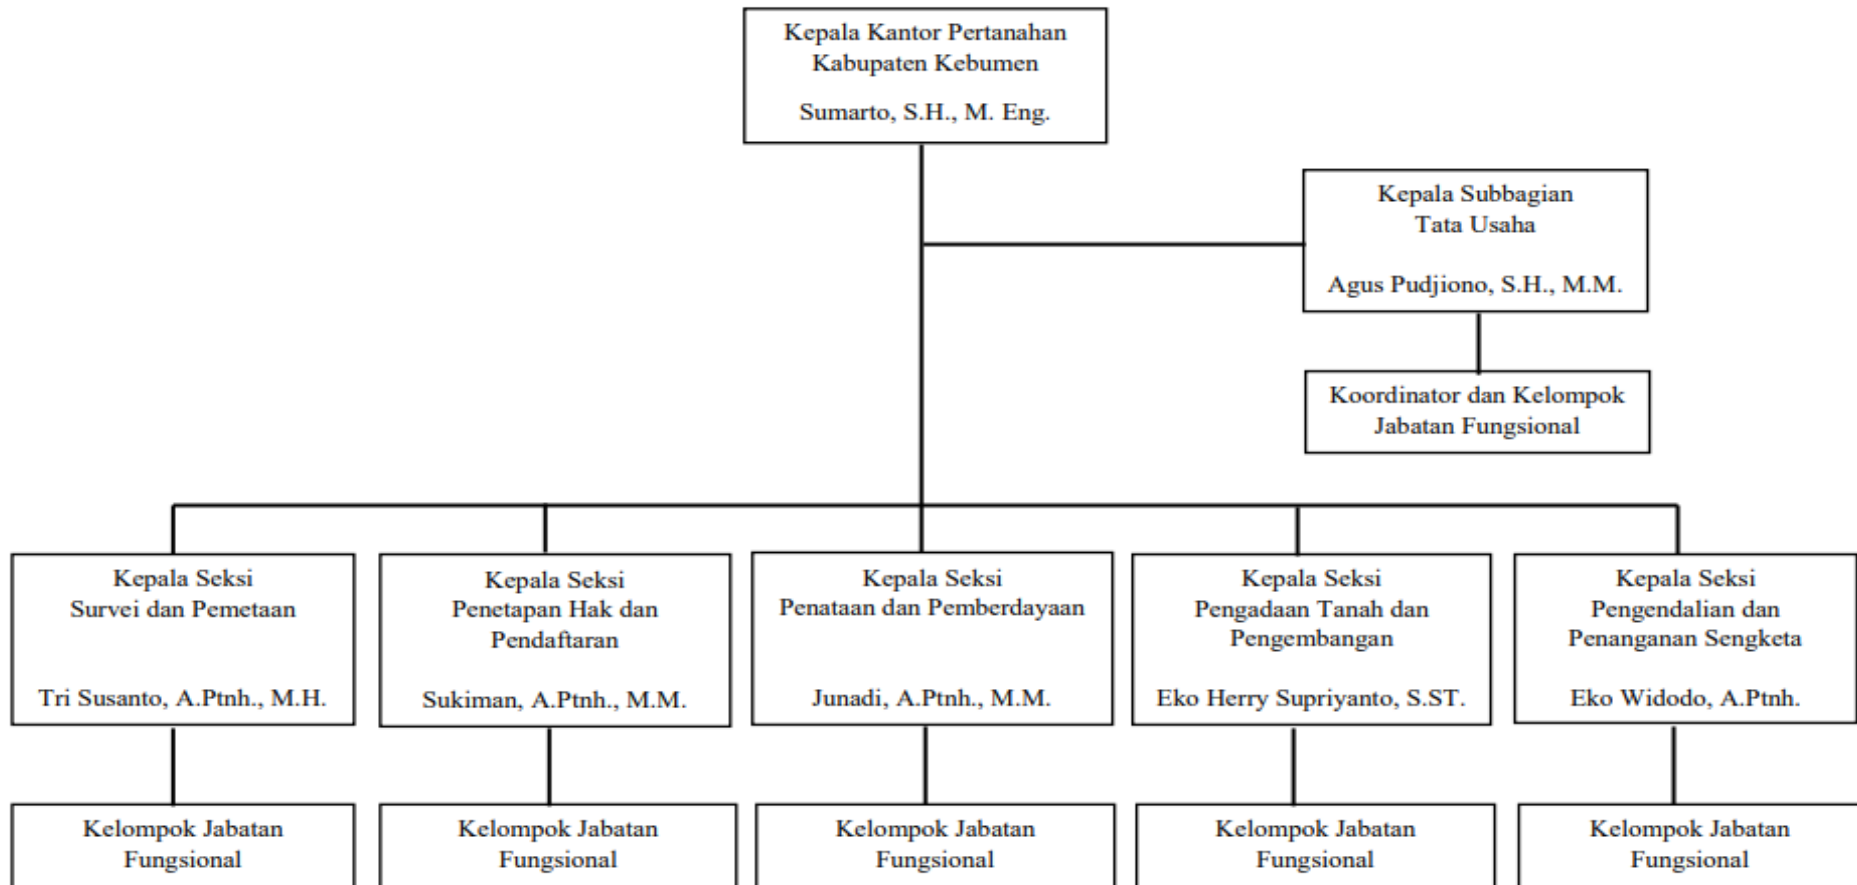 Kepala Kantor Pertanahan
Kabupaten Kebumen
Sumarto, S.H., M. Eng.
Kepala Subbagian
Tata Usaha
Agus Pudjiono, S.H., M.M.
Koordinator dan Kelompok
Jabatan Fungsional
Kepala Seksi
Survei dan Pemetaan
Tri Susanto, A.Ptnh., M.H.
Kepala Seksi
Penetapan Hak dan
Pendaftaran
Sukiman, A.Ptnh., M.M.
Kepala Seksi
Penataan dan Pemberdayaan
Junadi, A.Ptnh., M.M.
Kepala Seksi
Pengadaan Tanah dan
Pengembangan
Eko Herry Supriyanto, S.ST.
Kepala Seksi
Pengendalian dan
Penanganan Sengketa
Eko Widodo, A.Ptnh.
Kelompok Jabatan
Fungsional
Kelompok Jabatan
Fungsional
Kelompok Jabatan
Fungsional
Kelompok Jabatan
Fungsional
Kelompok Jabatan
Fungsional